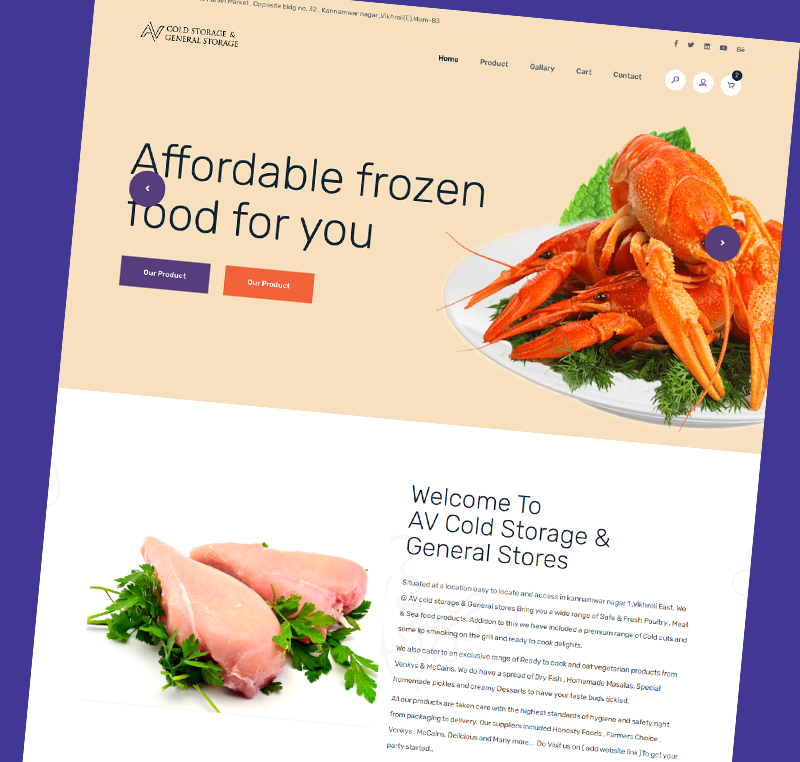 Market , Opposite bldg no. 32 , Kannamwar nagar ,Vikhroli(E),Mum-83
AV COLD STORAGE &
GENERAL STORAGE
Bē
Home Product Gallary Cart Contact
2
Affordable frozen
food for you
Our Product Our Product
Welcome To
AV Cold Storage &
General Stores
Situated at a location easy to locate and access in kannamwar nagar 1 ,Vikhroli East. We
@ AV cold storage & General stores Bring you a wide range of Safe & Fresh Poultry , Meat
& Sea food products. Addition to this we have included a premium range of Cold cuts and
some lip smacking on the grill and ready to cook delights.
We also cater to an exclusive range of Ready to cook and eat vegetarian products from
Venkys & McCains. We do have a spread of Dry Fish , Homemade Masalas, Special
homemade pickles and creamy Desserts to have your taste buds tickled.
All our products are taken care with the highest standards of hygiene and safety right
from packaging to delivery. Our suppliers included Honesty Foods , Farmers Choice ,
Venkys , McCains, Delicious and Many more... Do Visit us on ( add website link )To get your
party started..